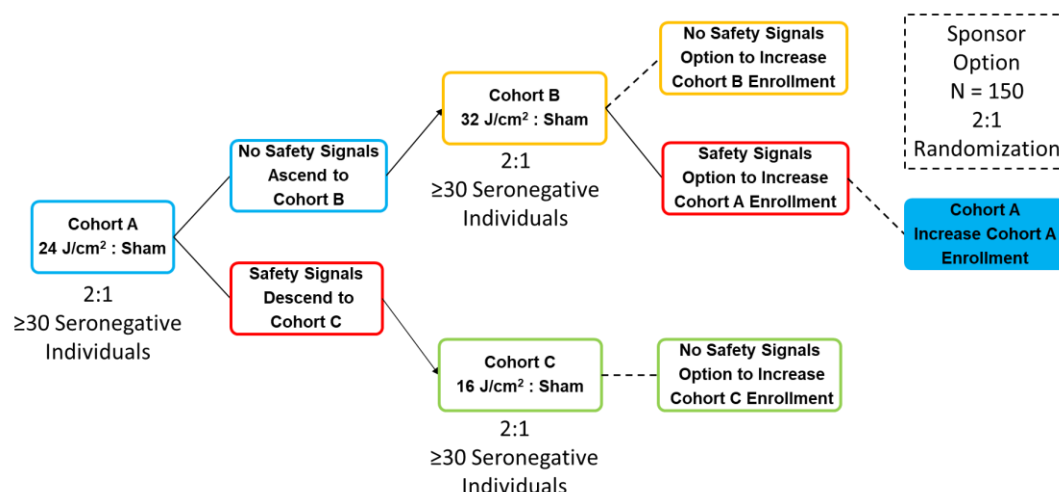 Cohort A
24 J/cm² : Sham
2:1
≥30 Seronegative
Individuals
No Safety Signals
Ascend to
Cohort B
Safety Signals
Descend to
Cohort C
Cohort B
32 J/cm² : Sham
2:1
≥30 Seronegative
Individuals
Cohort C
16 J/cm² : Sham
2:1
≥30 Seronegative
Individuals
No Safety Signals
Option to Increase
Cohort B Enrollment
Safety Signals
Option to Increase
Cohort A Enrollment
No Safety Signals
Option to Increase
Cohort C Enrollment
Sponsor
Option
N = 150
2:1
Randomization
Cohort A
Increase Cohort A
Enrollment